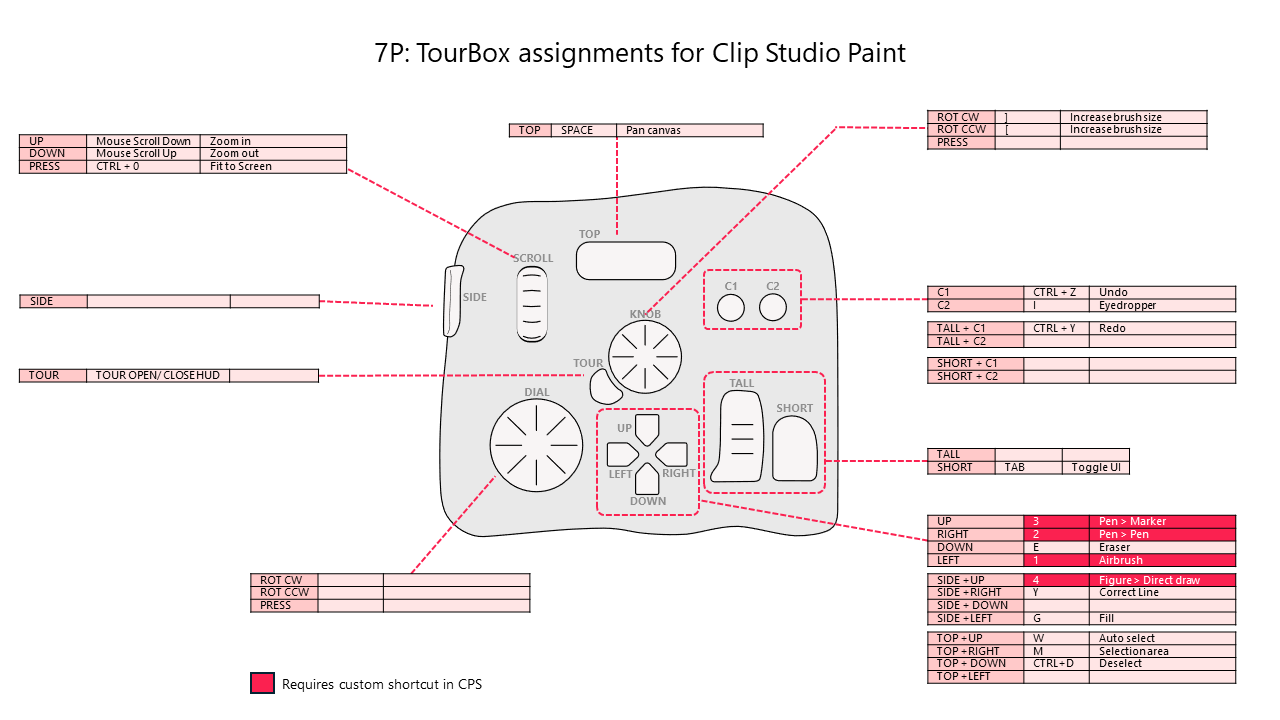 7P: TourBox assignments for Clip Studio Paint
UP Mouse Scroll Down Zoom in
DOWN Mouse Scroll Up Zoom out
PRESS CTRL + 0 Fit to Screen
TOP SPACE Pan canvas
ROT CW ] Increase brush size
ROT CCW [ Increase brush size
PRESS
TOP
SCROLL
SIDE
C1 C2
KNOB
TOUR
DIAL
TALL
SHORT
UP
LEFT RIGHT
DOWN
SIDE
TOUR TOUR OPEN/ CLOSE HUD
C1 CTRL + Z Undo
C2 I Eyedropper
TALL + C1 CTRL + Y Redo
TALL + C2
SHORT + C1
SHORT + C2
TALL
SHORT TAB Toggle UI
UP 3 Pen > Marker
RIGHT 2 Pen > Pen
DOWN E Eraser
LEFT 1 Airbrush
SIDE + UP 4 Figure > Direct draw
SIDE + RIGHT Y Correct Line
SIDE + DOWN
SIDE + LEFT G Fill
TOP + UP W Auto select
TOP + RIGHT M Selection area
TOP + DOWN CTRL+D Deselect
TOP + LEFT
ROT CW
ROT CCW
PRESS
Requires custom shortcut in CPS